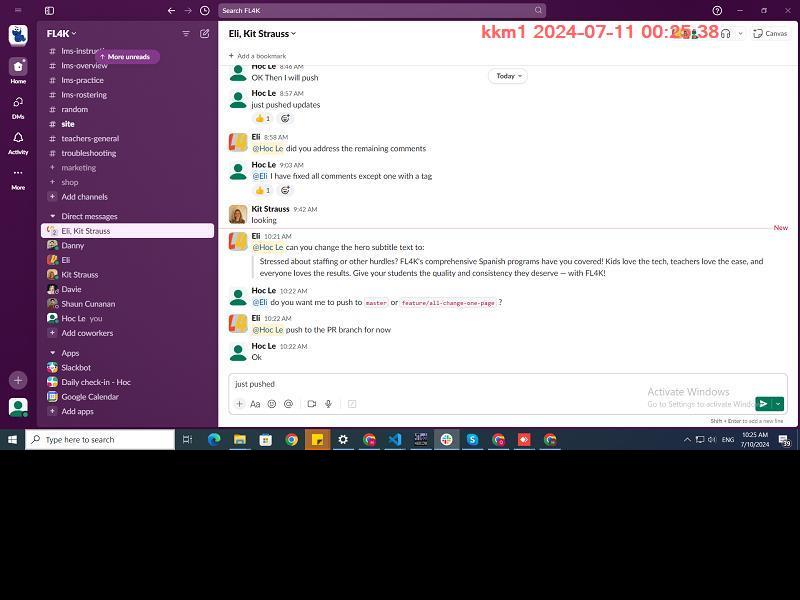 Search FL4K
kkm1 2024-07-11 00:25:38
FL4K
Eli, Kit Strauss
Canvas
Add a bookmark
Home
DMs
Activity
More
More unreads
lms-overview
lms-practice
lms-rostering
random
site
teachers-general
troubleshooting
marketing
shop
Add channels
Direct messages
Eli, Kit Strauss
Danny
Eli
Kit Strauss
Davie
Shaun Cunanan
Hoc Le you
Add coworkers
Apps
Slackbot
Daily check-in - Hoc
Google Calendar
Add apps
Today
Hoc Le 8:46 AM
OK Then I will push
Hoc Le 8:57 AM
just pushed updates
1
Eli 8:58 AM
@Hoc Le did you address the remaining comments
Hoc Le 9:03 AM
@Eli I have fixed all comments except one with a tag
1
Kit Strauss 9:42 AM
looking
New
Eli 10:21 AM
@Hoc Le can you change the hero subtitle text to:
Stressed about staffing or other hurdles? FL4K's comprehensive Spanish programs have you covered! Kids love the tech, teachers love the ease, and
everyone loves the results. Give your students the quality and consistency they deserve — with FL4K!
Hoc Le 10:22 AM
@Eli do you want me to push to master or feature/all-change-one-page ?
Eli 10:22 AM
@Hoc Le push to the PR branch for now
Hoc Le 10:22 AM
Ok
just pushed
Aa
Activate Windows
Go to Settings to activate Windo
Shift + Enter to add a new line
Type here to search
ENG
10:25 AM
7/10/2024
39